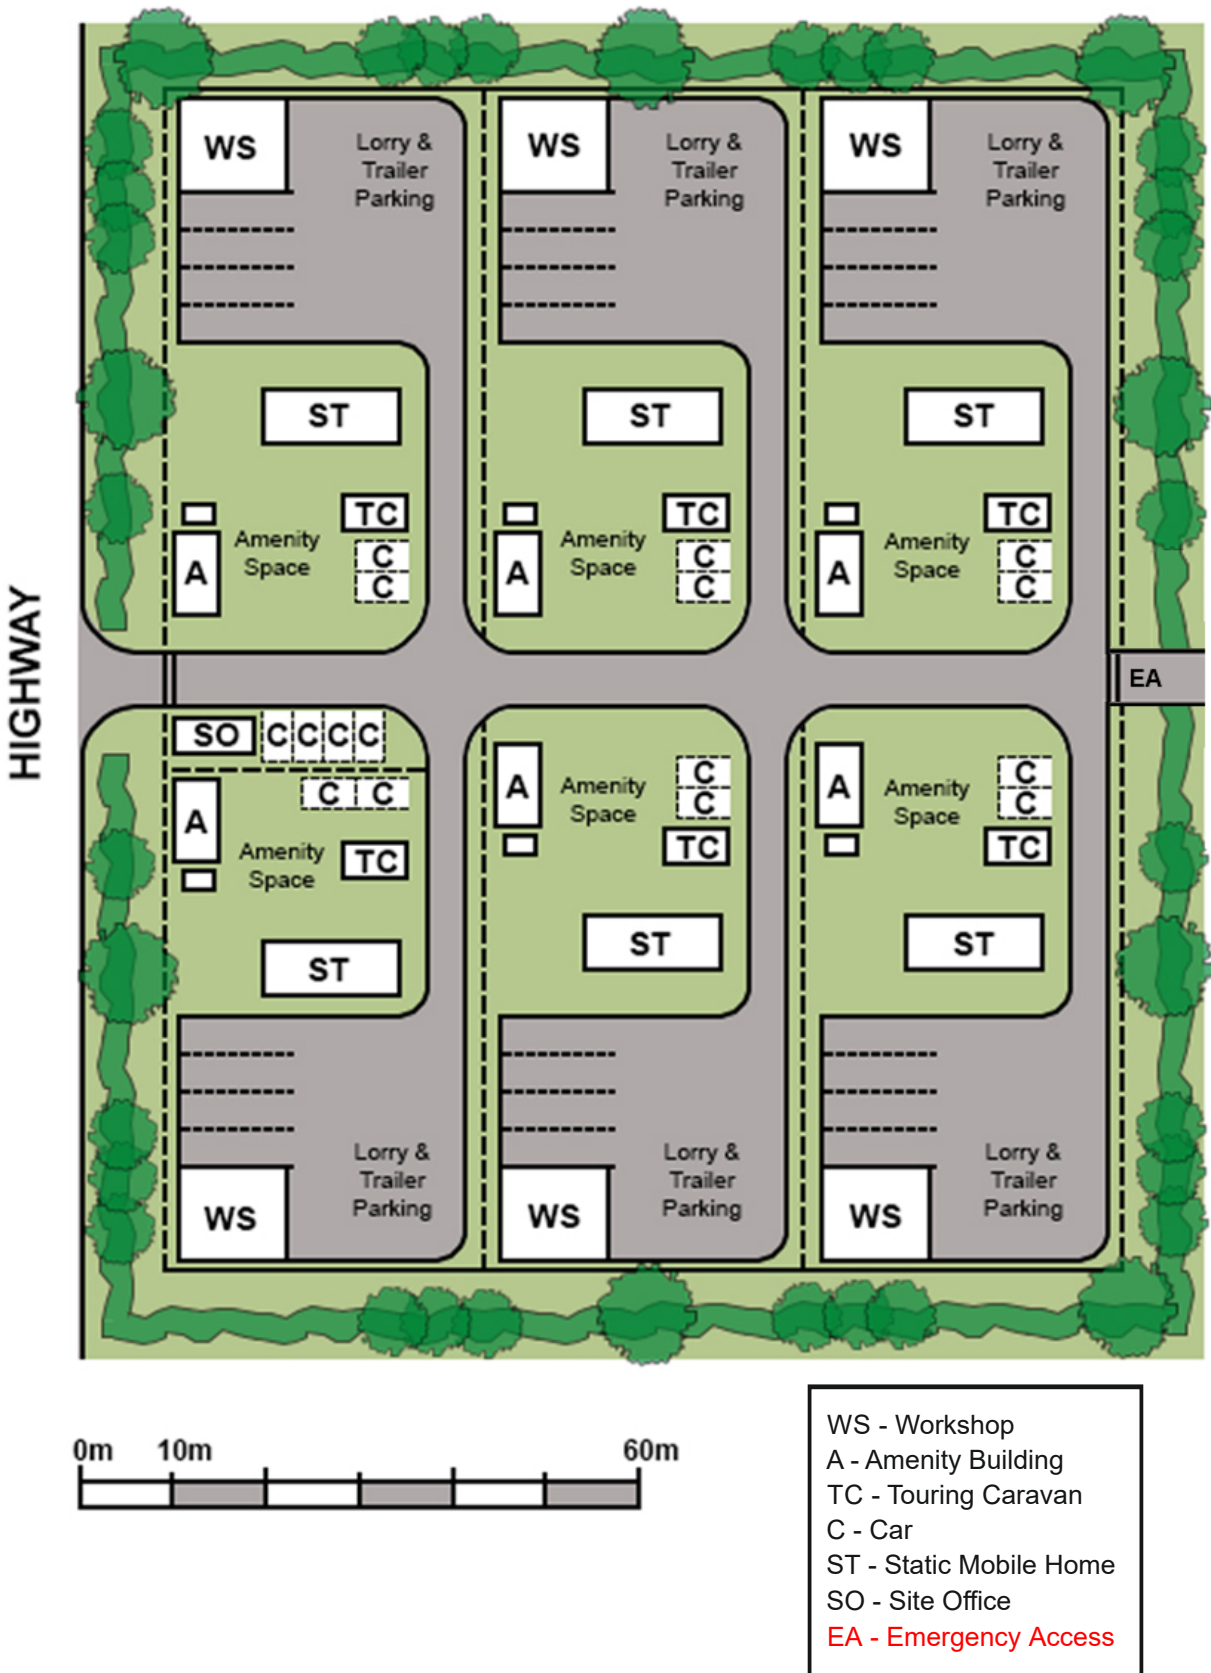 WS
Lorry &
Trailer
Parking
WS
Lorry &
Trailer
Parking
WS
Lorry &
Trailer
Parking
ST
ST
ST
TC
TC
TC
Amenity
Space
A
C
C
Amenity
Space
A
C
C
Amenity
Space
A
C
C
HIGHWAY
EA
SO
C C C C
A
C C
Amenity
Space
TC
ST
A
Amenity
Space
C
C
TC
ST
A
Amenity
Space
C
C
TC
ST
Lorry &
Trailer
Parking
WS
Lorry &
Trailer
Parking
WS
Lorry &
Trailer
Parking
WS
0m 10m 60m
WS - Workshop
A - Amenity Building
TC - Touring Caravan
C - Car
ST - Static Mobile Home
SO - Site Office
EA - Emergency Access